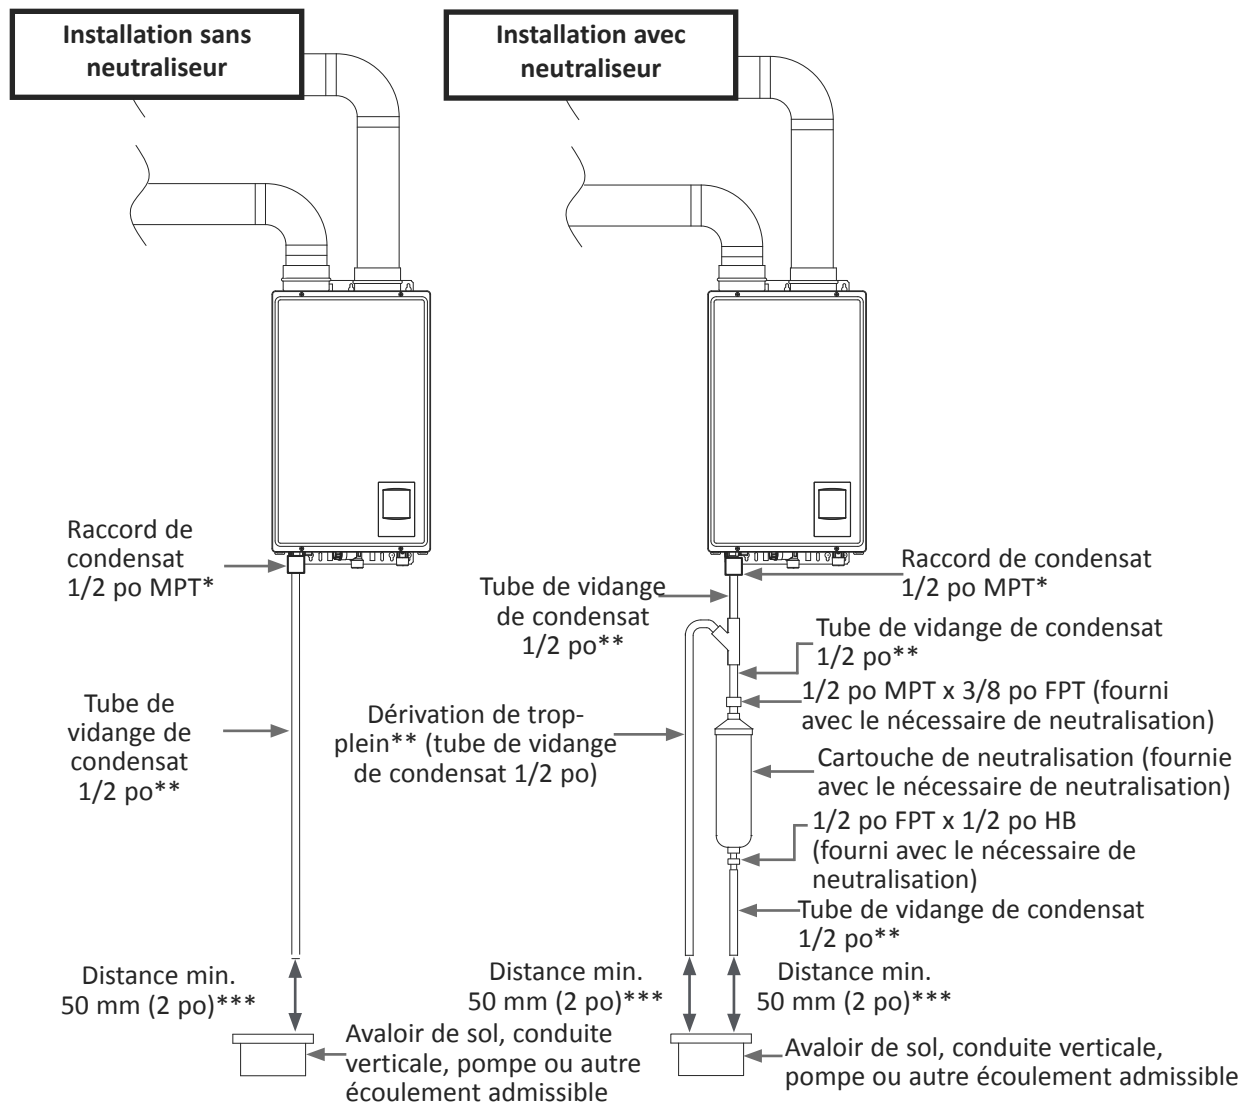 Installation sans
neutraliseur
Raccord de
condensat
1/2 po MPT*
Tube de
vidange de
condensat
1/2 po**
Distance min.
50 mm (2 po)***
Avaloir de sol, conduite
verticale, pompe ou autre
écoulement admissible
Installation avec
neutraliseur
Raccord de condensat
1/2 po MPT*
Tube de vidange
de condensat
1/2 po**
Tube de vidange de condensat
1/2 po**
1/2 po MPT x 3/8 po FPT (fourni
avec le nécessaire de neutralisation)
Dérivation de trop-
plein** (tube de vidange
de condensat 1/2 po)
Cartouche de neutralisation (fournie
avec le nécessaire de neutralisation)
1/2 po FPT x 1/2 po HB
(fourni avec le nécessaire de
neutralisation)
Tube de vidange de condensat
1/2 po**
Distance min.
50 mm (2 po)***
Distance min.
50 mm (2 po)***
Avaloir de sol, conduite verticale,
pompe ou autre écoulement admissible